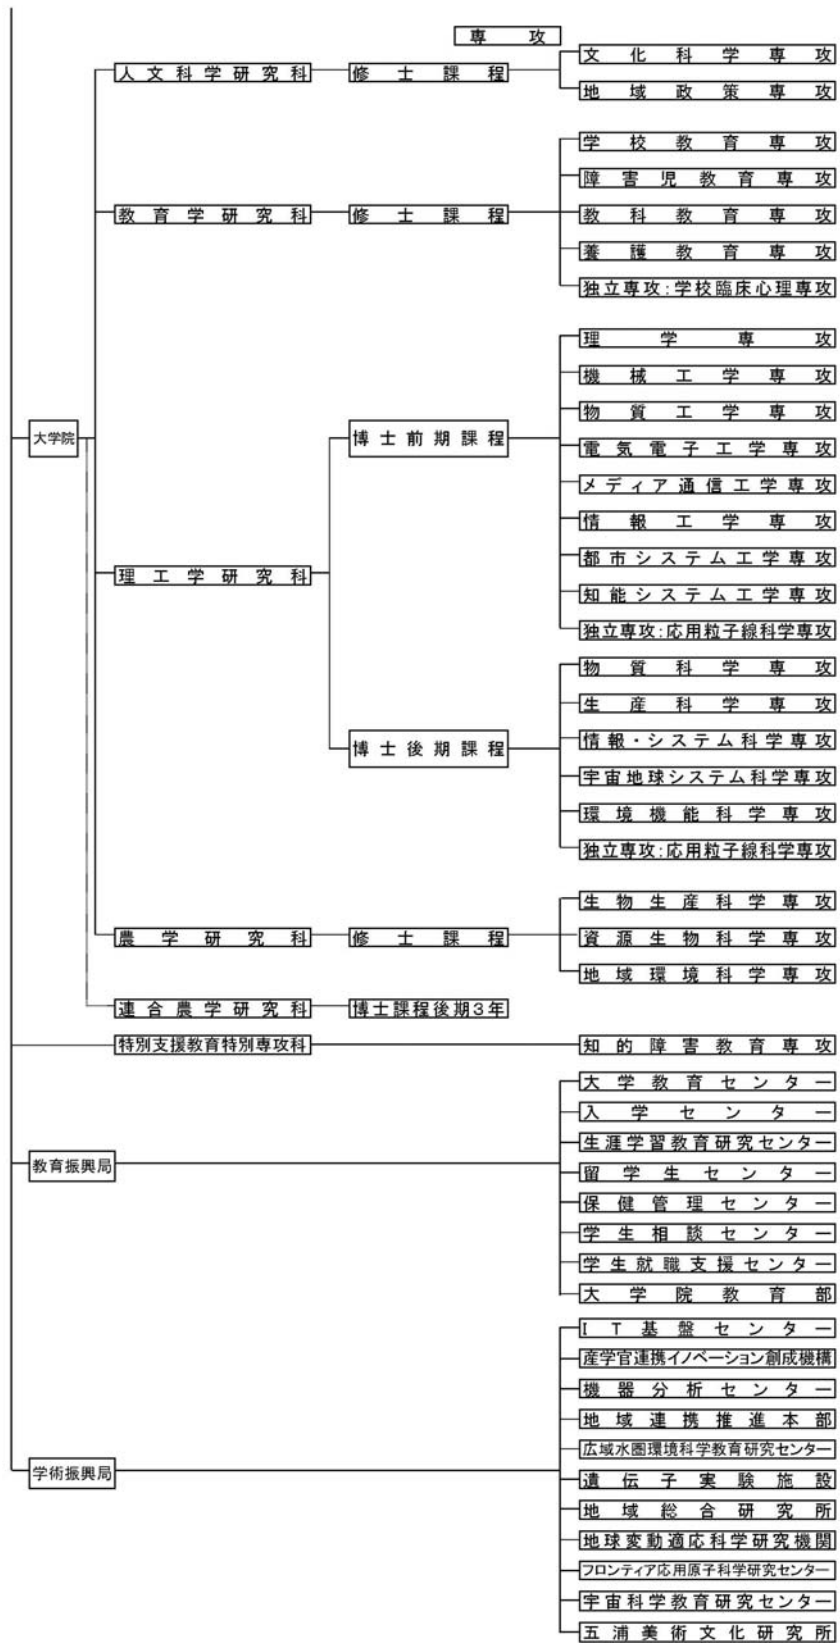 専攻
人文科学研究科
修士課程
文化科学専攻
地域政策専攻
教育学研究科
修士課程
学校教育専攻
障害児教育専攻
教科教育専攻
養護教育専攻
独立専攻:学校臨床心理専攻
大学院
理工学研究科
博士前期課程
理学専攻
機械工学専攻
物質工学専攻
電気電子工学専攻
メディア通信工学専攻
情報工学専攻
都市システム工学専攻
知能システム工学専攻
独立専攻:応用粒子線科学専攻
博士後期課程
物質科学専攻
生産科学専攻
情報・システム科学専攻
宇宙地球システム科学専攻
環境機能科学専攻
独立専攻:応用粒子線科学専攻
農学研究科
修士課程
生物生産科学専攻
資源生物科学専攻
地域環境科学専攻
連合農学研究科
博士課程後期3年
特別支援教育特別専攻科
知的障害教育専攻
教育振興局
大学教育センター
入学センター
生涯学習教育研究センター
留学生センター
保健管理センター
学生相談センター
学生就職支援センター
大学院教育部
学術振興局
IT基盤センター
産学官連携イノベーション創成機構
機器分析センター
地域連携推進本部
広域水圏環境科学教育研究センター
遺伝子実験施設
地域総合研究所
地球変動適応科学研究機関
フロンティア応用原子科学研究センター
宇宙科学教育研究センター
五浦美術文化研究所